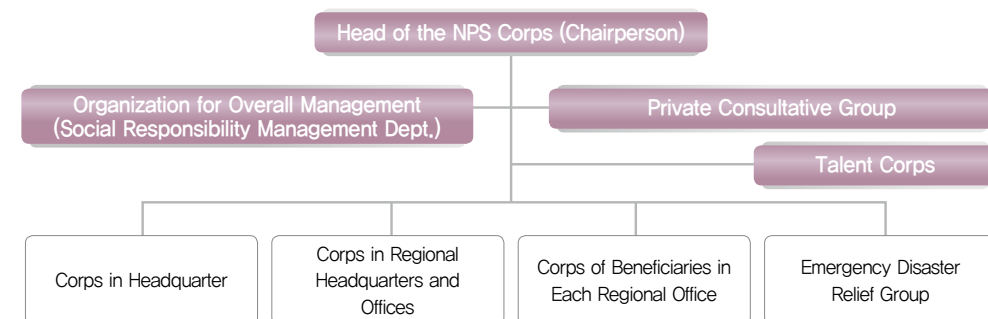 Head of the NPS Corps (Chairperson)
Organization for Overall Management
(Social Responsibility Management Dept.)
Private Consultative Group
Talent Corps
Corps in Headquarter
Corps in Regional
Headquarters and
Offices
Corps of Beneficiaries in
Each Regional Office
Emergency Disaster
Relief Group